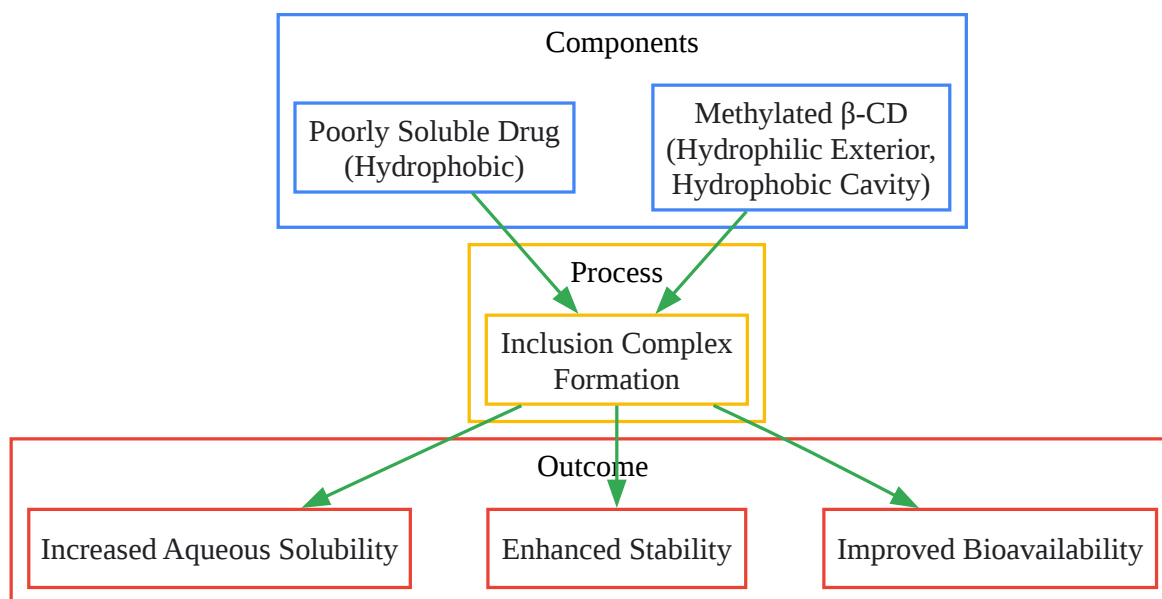 Components
Poorly Soluble Drug
(Hydrophobic)
Methylated β-CD
(Hydrophilic Exterior,
Hydrophobic Cavity)
Process
Inclusion Complex
Formation
Outcome
Increased Aqueous Solubility
Enhanced Stability
Improved Bioavailability